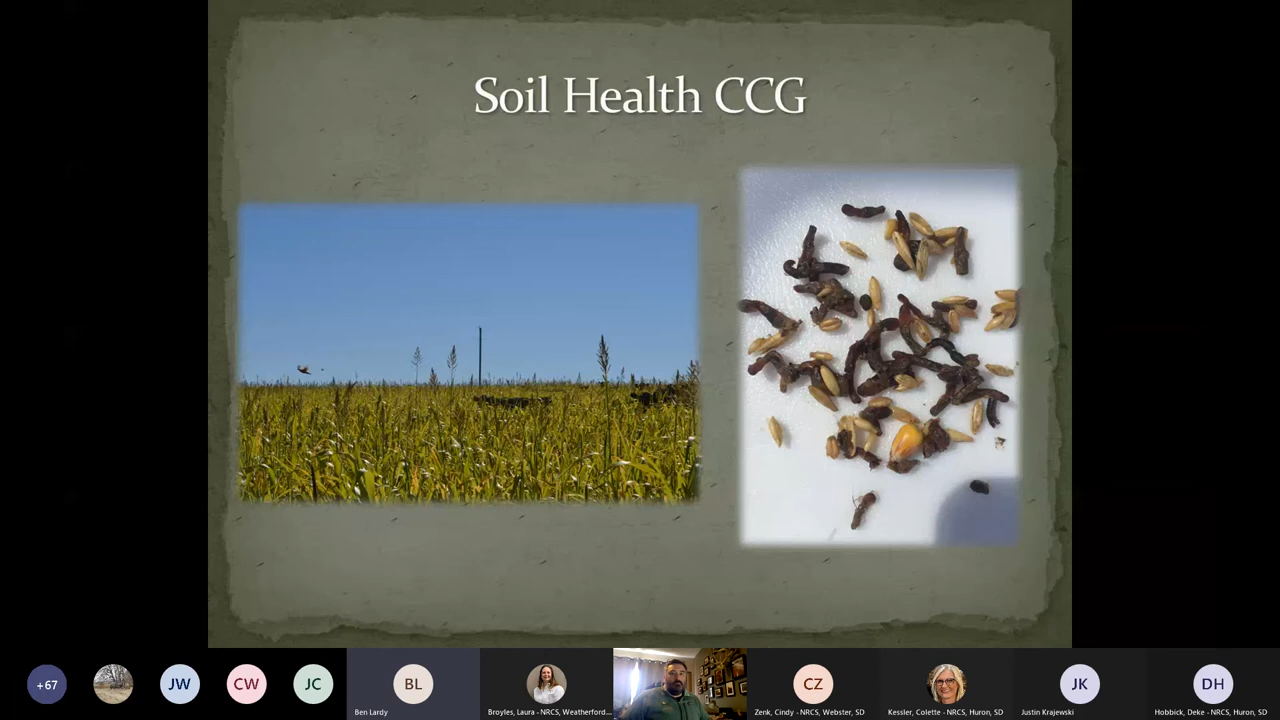 Soil Health CCG
+67
JW
CW
JC
BL
CZ
JK
DH
Ben Lardy
Broyles, Laura - NRCS, Weatherford...
Zenk, Cindy - NRCS, Webster, SD
Kessler, Colette - NRCS, Huron, SD
Justin Krajewski
Hobbick, Deke - NRCS, Huron, SD